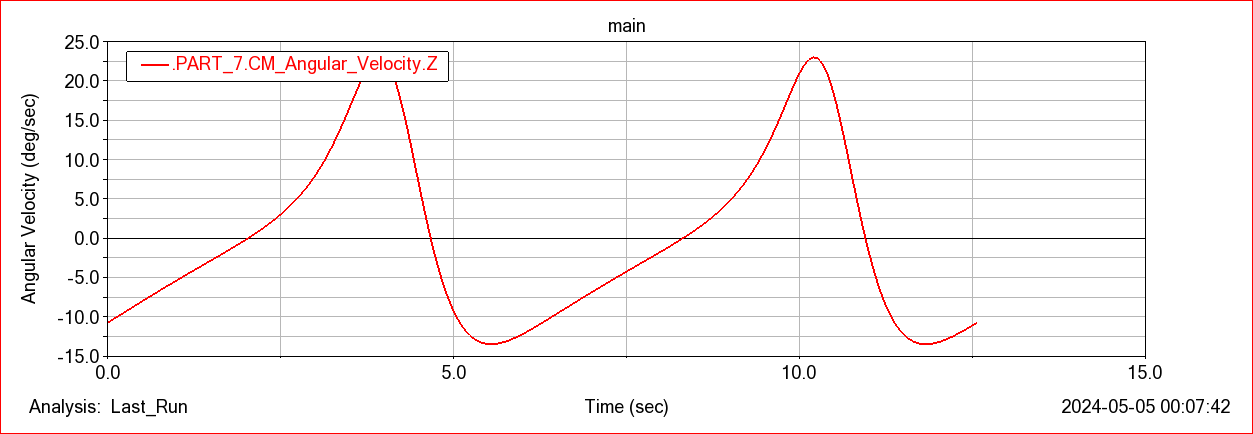 main
25.0
.PART_7.CM_Angular_Velocity.Z
20.0
15.0
10.0
5.0
0.0
-5.0
-10.0
-15.0
Angular Velocity (deg/sec)
0.0 5.0 10.0 15.0
Analysis: Last_Run Time (sec) 2024-05-05 00:07:42